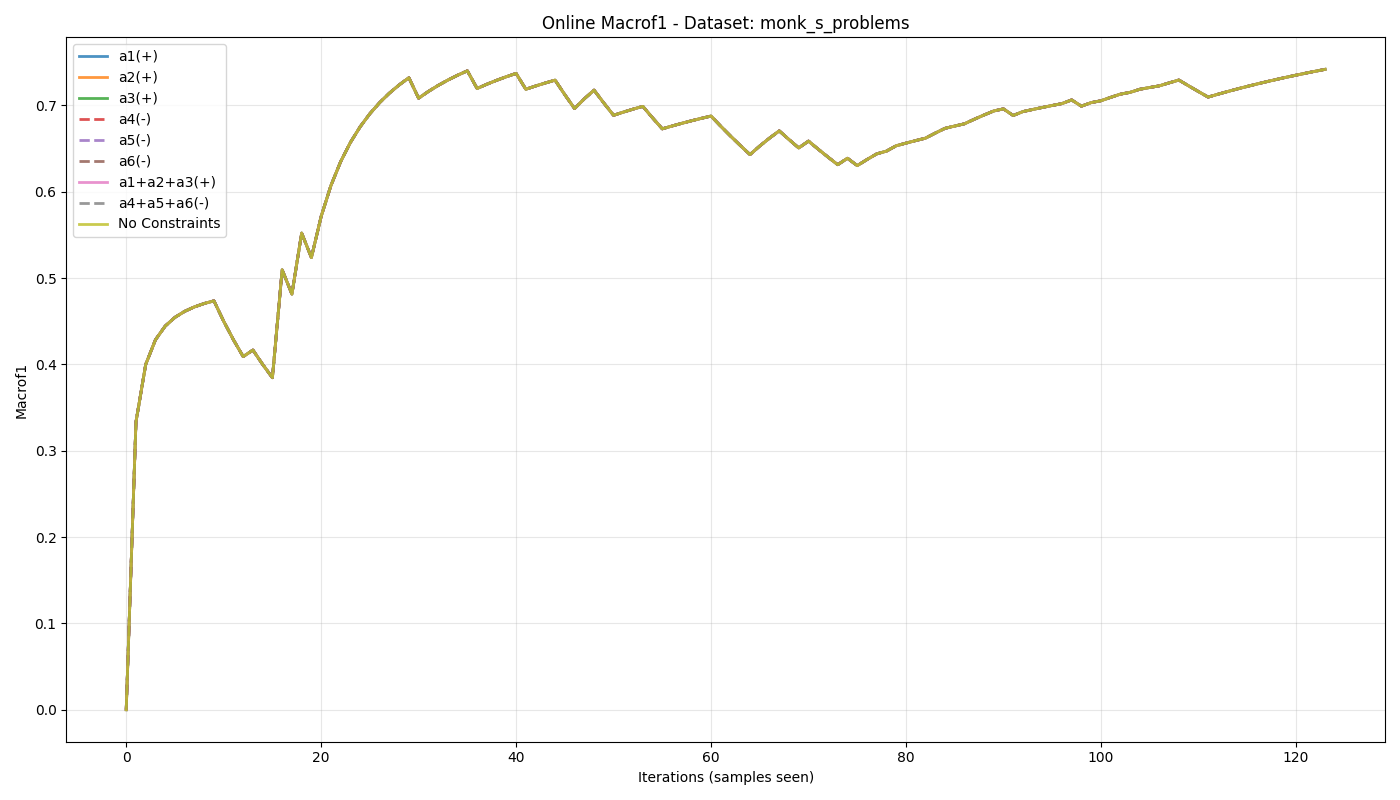 Online Macrof1 - Dataset: monk_s_problems
a1(+)
a2(+)
a3(+)
a4(-)
a5(-)
a6(-)
a1+a2+a3(+)
a4+a5+a6(-)
No Constraints
Macrof1
0.7
0.6
0.5
0.4
0.3
0.2
0.1
0.0
0 20 40 60 80 100 120
Iterations (samples seen)